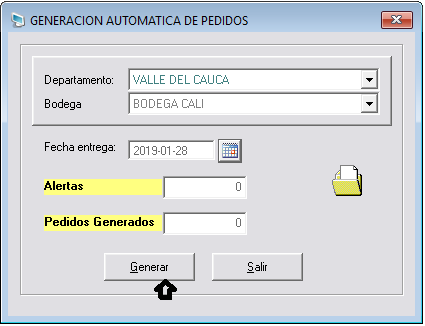 GENERACION AUTOMATICA DE PEDIDOS
Departamento: VALLE DEL CAUCA
Bodega BODEGA CALI
Fecha entrega: 2019-01-28
Alertas 0
Pedidos Generados 0
Generar Salir